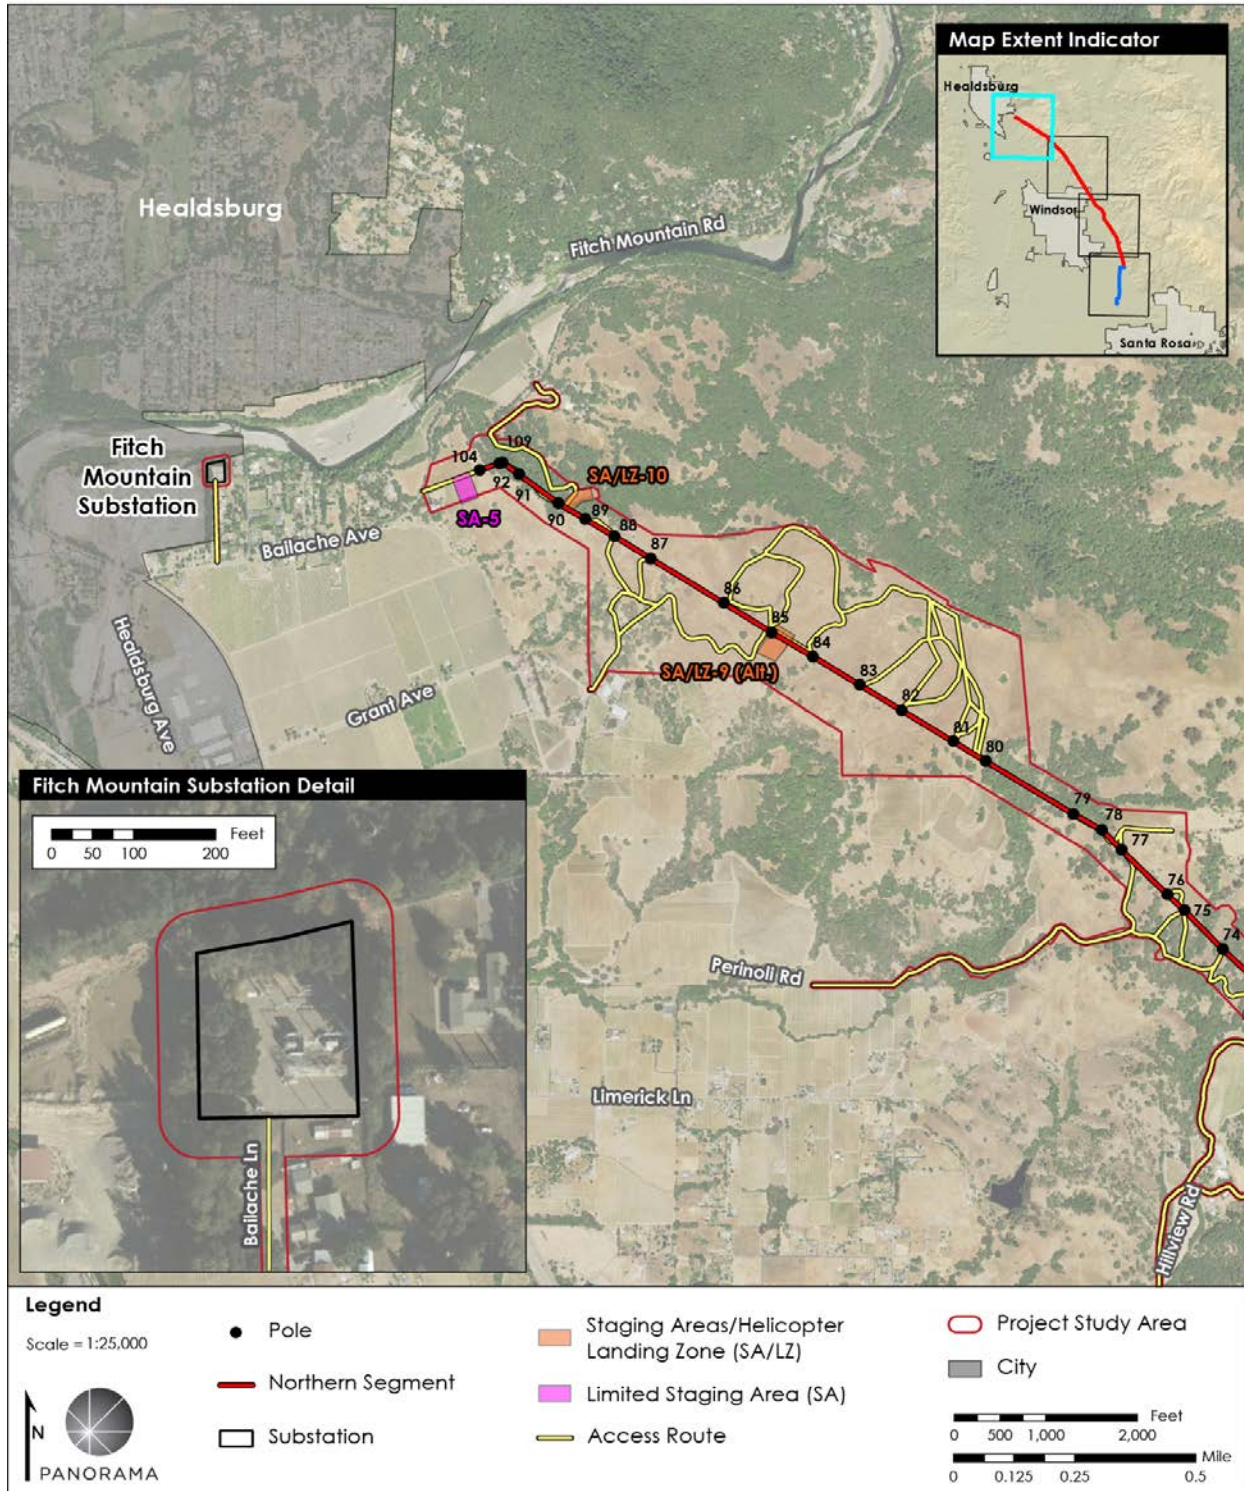 Map Extent Indicator
Healdsburg
Windsor
Santa Rosa
Healdsburg
Fitch Mountain Rd
Fitch
Mountain
Substation
104
109
92
91
SA/LZ-10
SA-5
90
89
88
87
Bailache Ave
86
85
84
SA/LZ-9 (Alt.)
83
82
81
80
Healdsburg Ave
Grant Ave
79
78
77
76
75
74
Fitch Mountain Substation Detail
Feet
0 50 100 200
Bailache Ln
Perinoli Rd
Limerick Ln
Hillview Rd
Legend
Scale = 1:25,000
N
PANORAMA
Pole
Northern Segment
Substation
Staging Areas/Helicopter
Landing Zone (SA/LZ)
Limited Staging Area (SA)
Access Route
Project Study Area
City
Feet
0 500 1,000 2,000
Mile
0 0.125 0.25 0.5